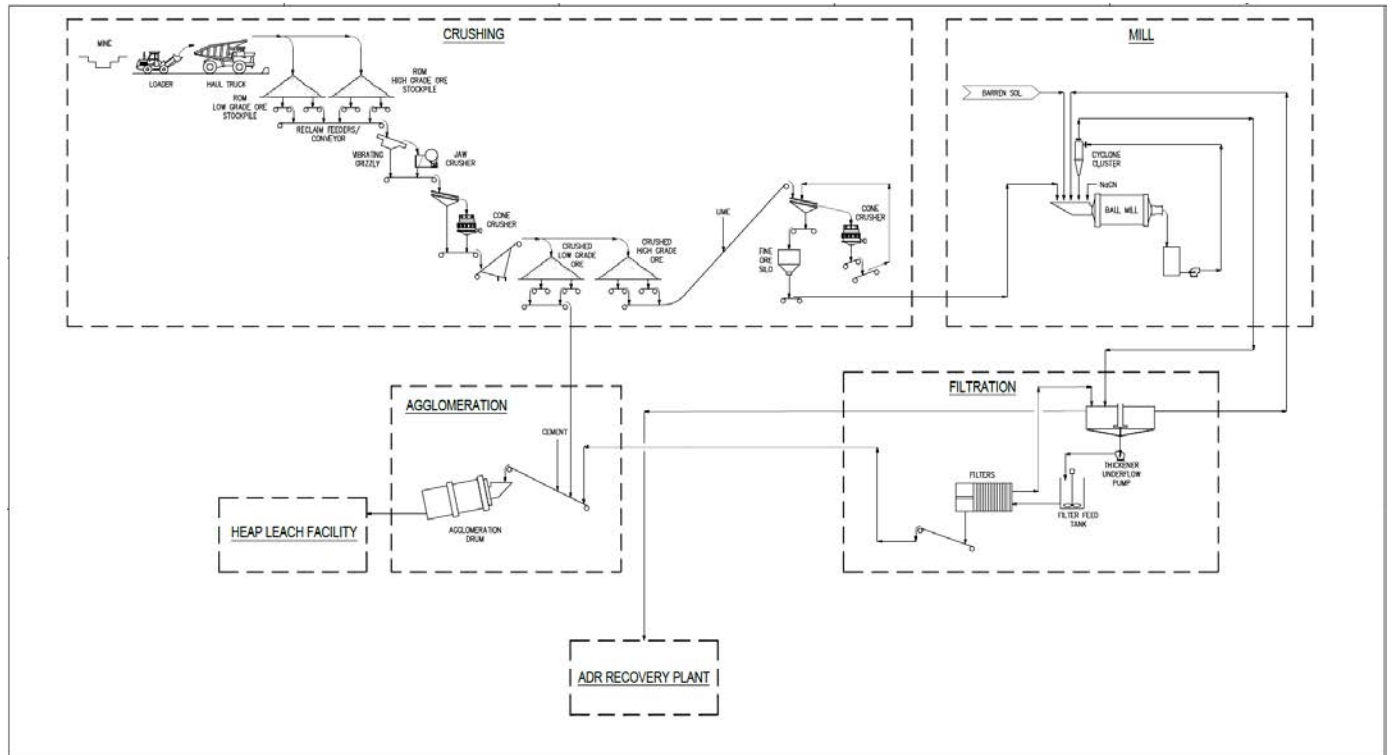 CRUSHING
MINE
LOADER
HAUL TRUCK
ROM
LOW GRADE ORE
STOCKPILE
ROM
HIGH GRADE ORE
STOCKPILE
RECLAIM FEEDERS/
CONVEYOR
VIBRATING
GRIZZLY
JAW
CRUSHER
CONE
CRUSHER
CRUSHED
LOW GRADE
ORE
CRUSHED
HIGH GRADE
ORE
LIME
FINE
ORE
SILO
CONE
CRUSHER
MILL
BARREN SOL.
CYCLONE
CLUSTER
NaCN
BALL MILL
AGGLOMERATION
CEMENT
AGGLOMERATION
DRUM
HEAP LEACH FACILITY
FILTRATION
THICKENER
UNDERFLOW
PUMP
FILTERS
FILTER FEED
TANK
ADR RECOVERY PLANT